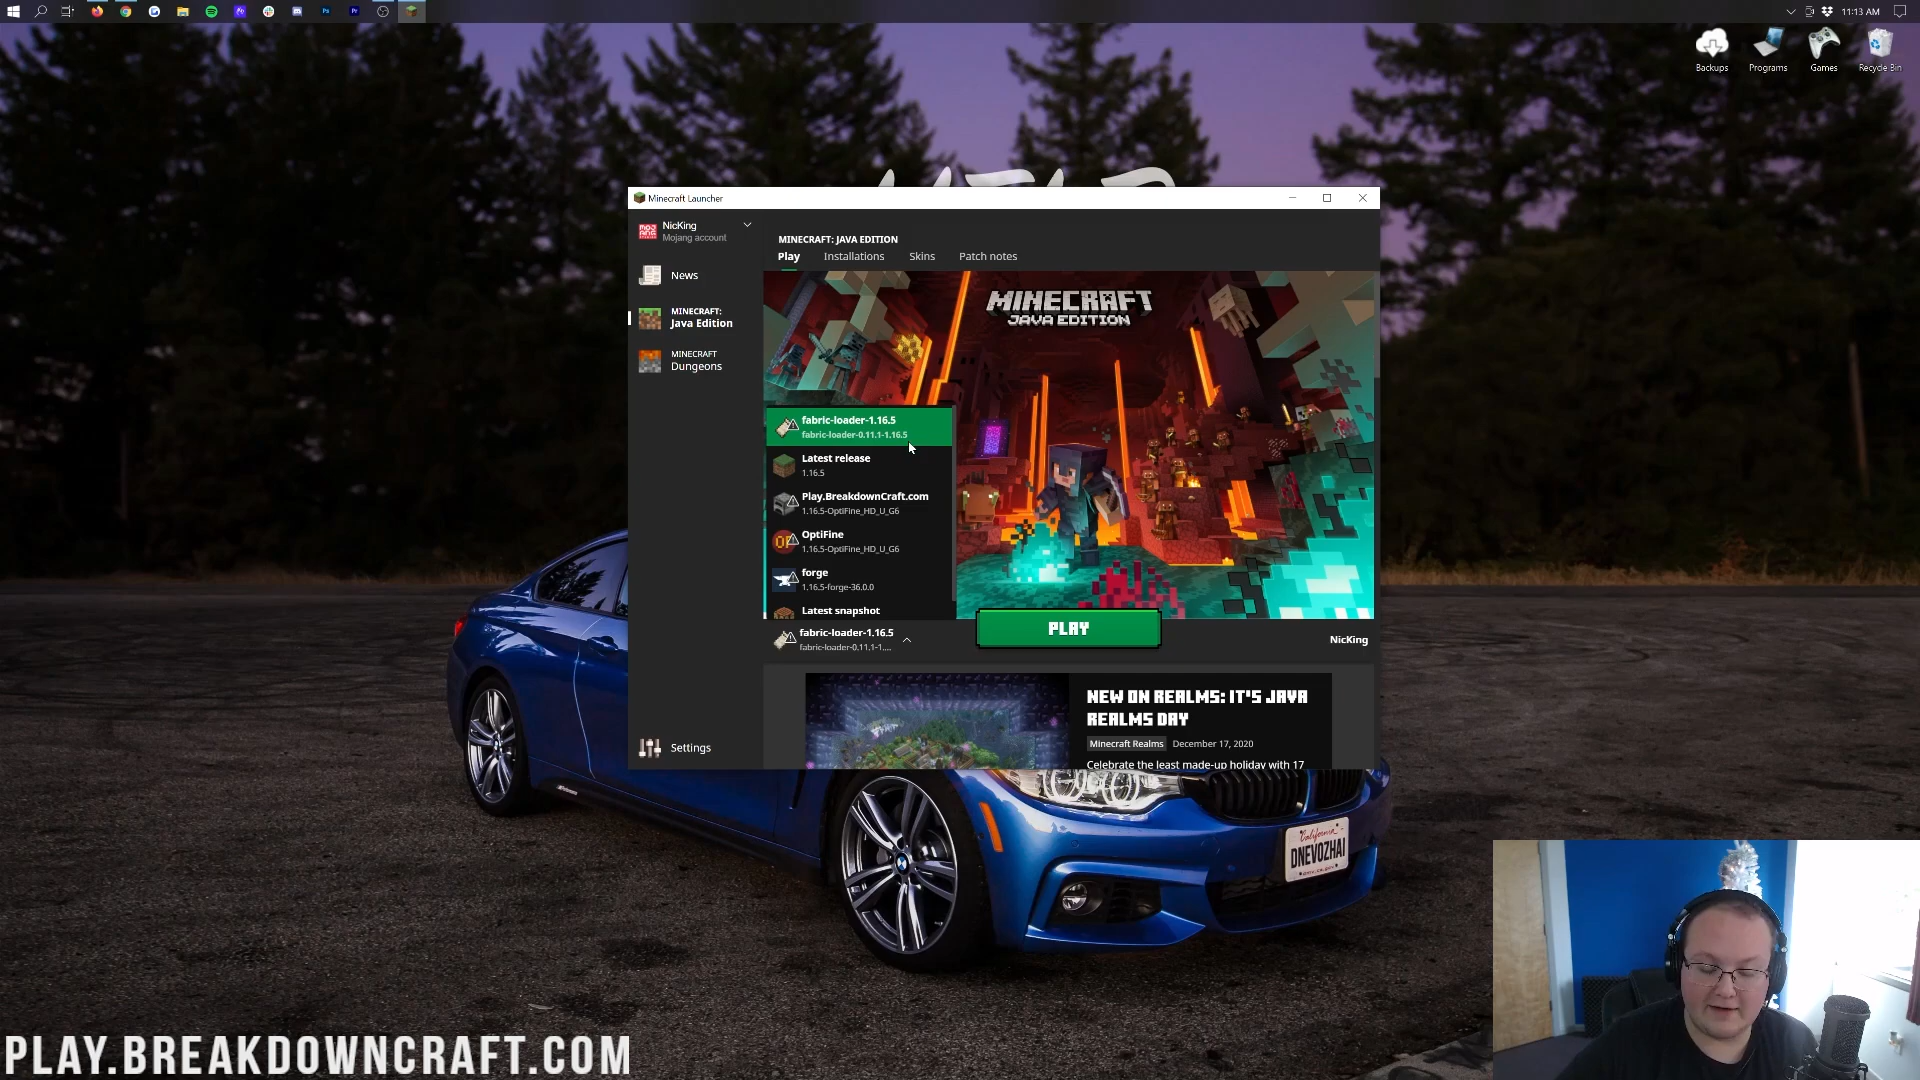 11:13 AM
Backups
Programs
Games
Recycle Bin
Minecraft Launcher
NicKing
Mojang account
News
MINECRAFT:
Java Edition
MINECRAFT
Dungeons
Settings
MINECRAFT: JAVA EDITION
Play
Installations
Skins
Patch notes
MINECRAFT
JAVA EDITION
fabric-loader-1.16.5
fabric-loader-0.11.1-1.16.5
Latest release
1.16.5
Play.BreakdownCraft.com
1.16.5-OptiFine_HD_U_G6
OptiFine
1.16.5-OptiFine_HD_U_G6
forge
1.16.5-forge-36.0.0
Latest snapshot
fabric-loader-1.16.5
fabric-loader-0.11.1-1....
PLAY
NicKing
NEW ON REALMS: IT'S JAVA
REALMS DAY
Minecraft Realms
December 17, 2020
Celebrate the least made-up holiday with 17
California
DNEVOZHAI
PLAY.BREAKDOWNCRAFT.COM